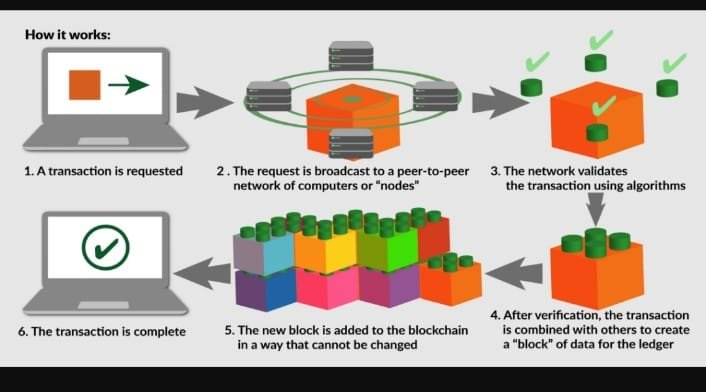 How it works:
1. A transaction is requested
2 . The request is broadcast to a peer-to-peer
network of computers or “nodes”
3. The network validates
the transaction using algorithms
4. After verification, the transaction
is combined with others to create
a “block” of data for the ledger
5. The new block is added to the blockchain
in a way that cannot be changed
6. The transaction is complete